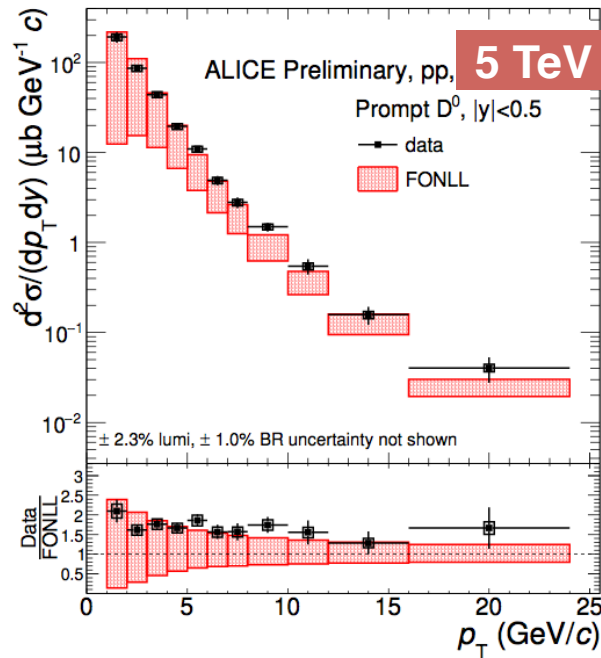 ALICE Preliminary, pp, 5 TeV
Prompt D⁰, |y|<0.5
data
FONLL
d²σ/(dp_T dy) (μb GeV⁻¹ c)
10²
10
1
10⁻¹
10⁻²
± 2.3% lumi, ± 1.0% BR uncertainty not shown
Data
FONLL
3
2.5
2
1.5
1
0.5
0 5 10 15 20 25
p_T (GeV/c)